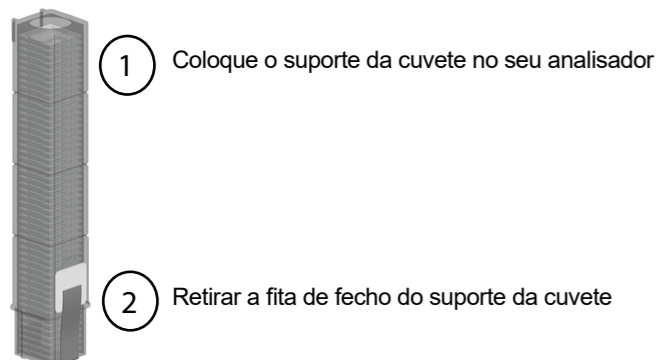 1 Coloque o suporte da cuvete no seu analisador
2 Retirar a fita de fecho do suporte da cuvete